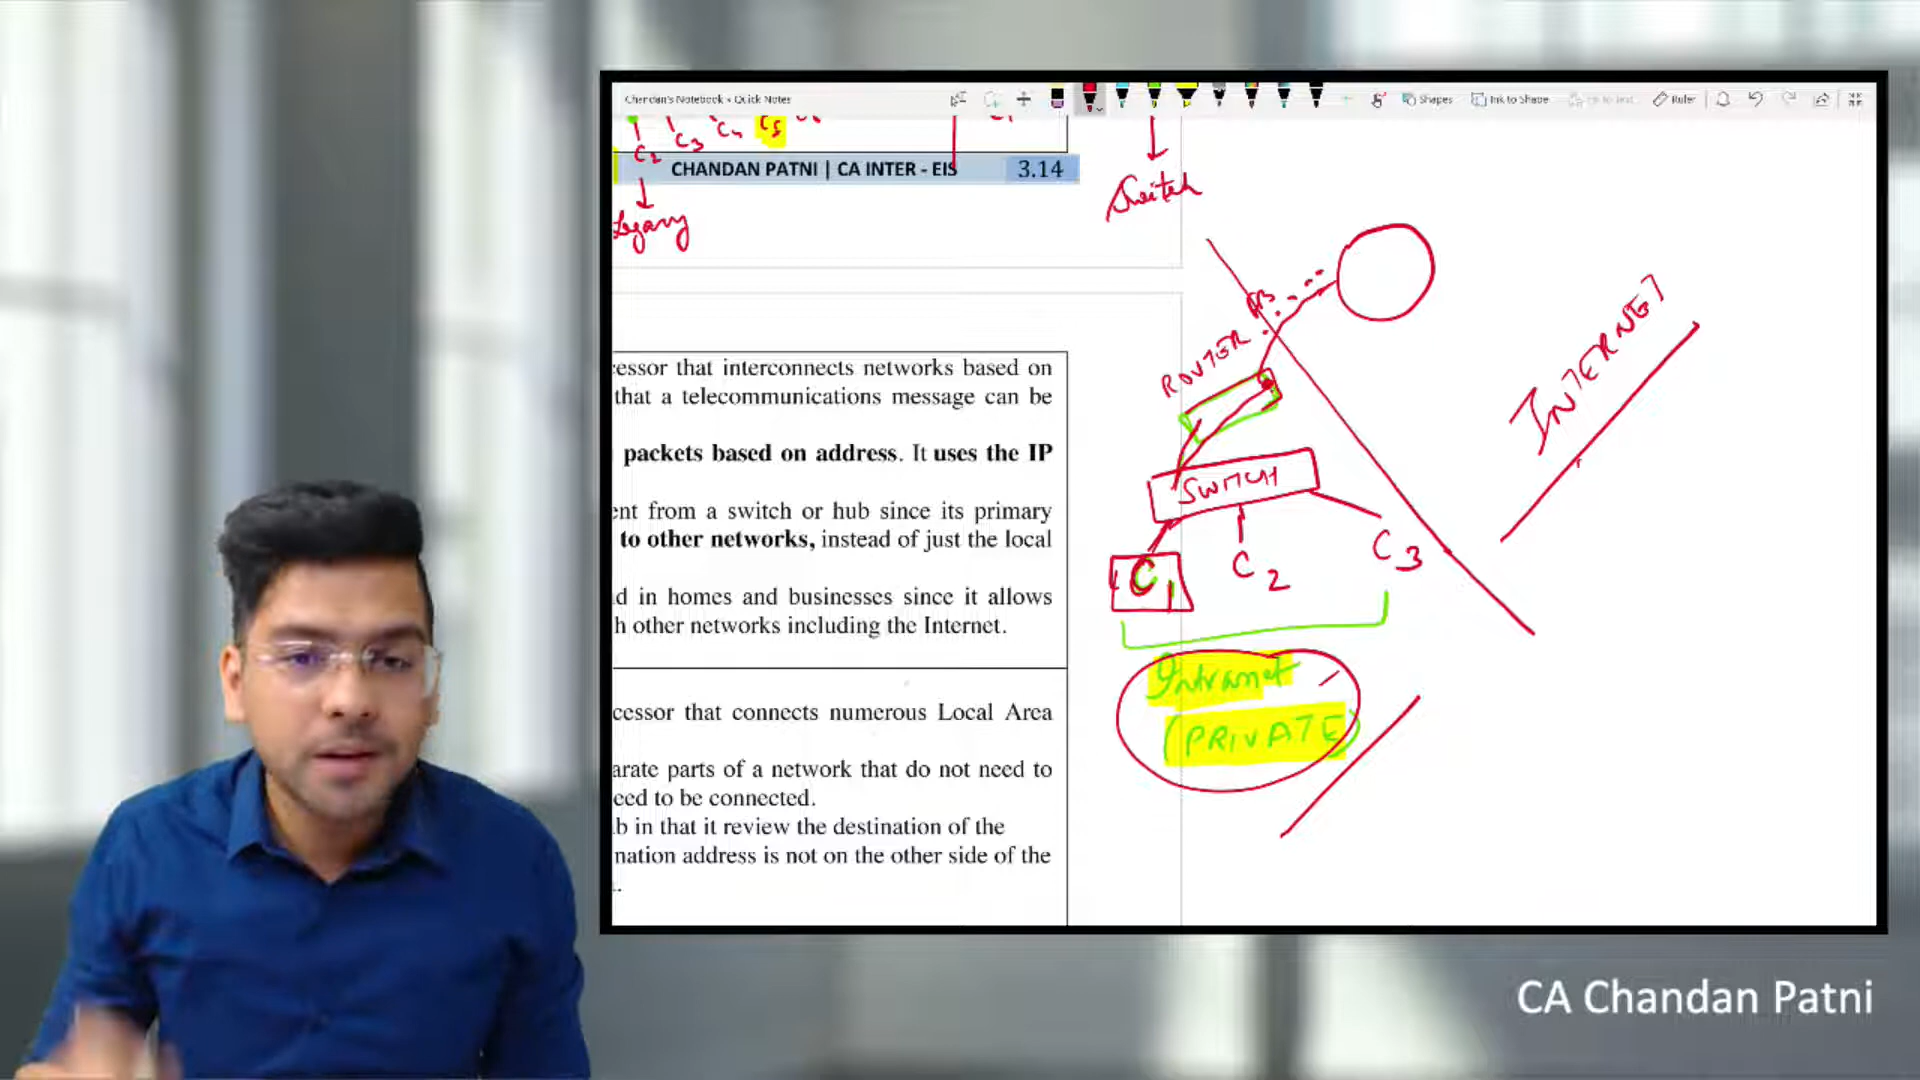 Chandan's Notebook » Quick Notes
Shapes
Ink to Shape
Ruler
C2
C3
C4
C5
CHANDAN PATNI | CA INTER - EIS
3.14
Legacy
Switch
essor that interconnects networks based on
that a telecommunications message can be
packets based on address. It uses the IP
ent from a switch or hub since its primary
to other networks, instead of just the local
d in homes and businesses since it allows
h other networks including the Internet.
cessor that connects numerous Local Area
arate parts of a network that do not need to
eed to be connected.
b in that it review the destination of the
nation address is not on the other side of the
ROUTER
SWITCH
C1
C2
C3
Intranet
(PRIVATE)
INTERNET
CA Chandan Patni